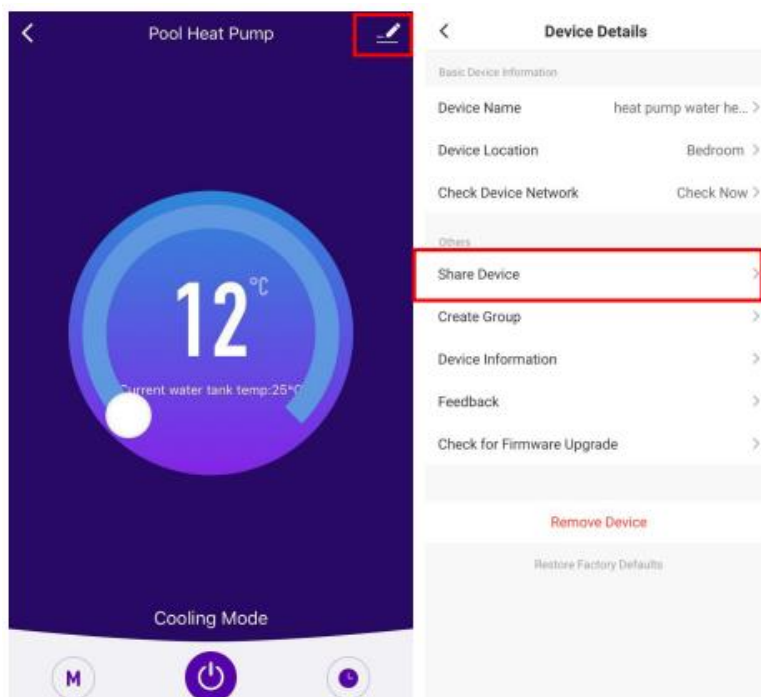 Pool Heat Pump
12°C
Current water tank temp:25°C
Cooling Mode
M
Device Details
Basic Device Information
Device Name heat pump water he...
Device Location Bedroom
Check Device Network Check Now
Others
Share Device
Create Group
Device Information
Feedback
Check for Firmware Upgrade
Remove Device
Restore Factory Defaults